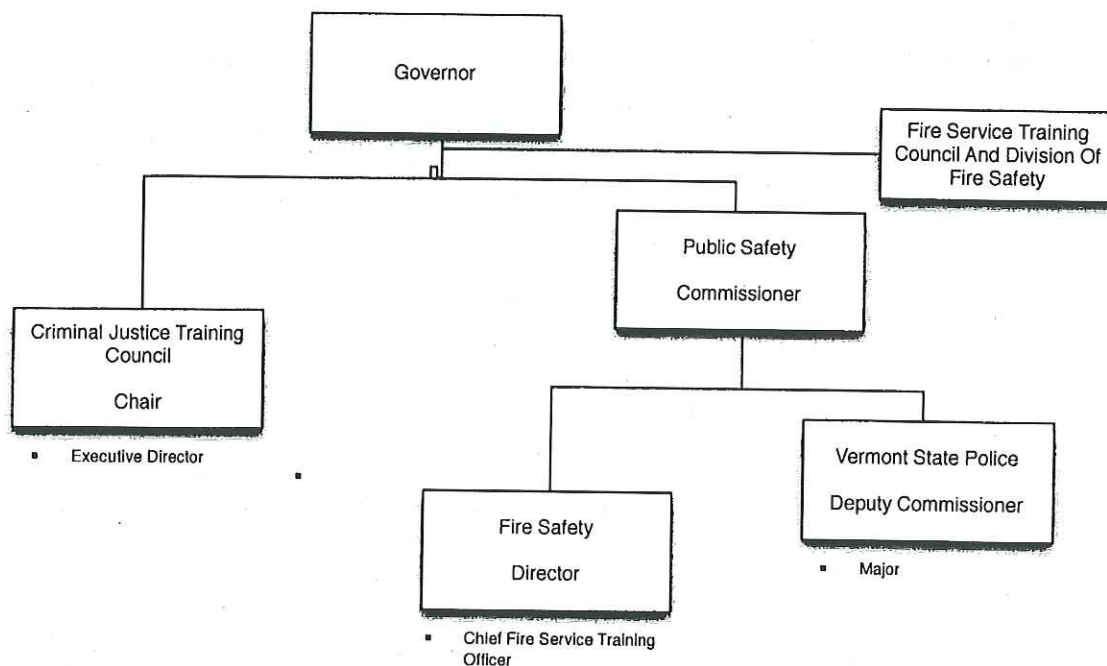 Governor
Fire Service Training
Council And Division Of
Fire Safety
Public Safety
Commissioner
Criminal Justice Training
Council
Chair
▪ Executive Director
▪
Vermont State Police
Deputy Commissioner
▪ Major
Fire Safety
Director
▪ Chief Fire Service Training
Officer